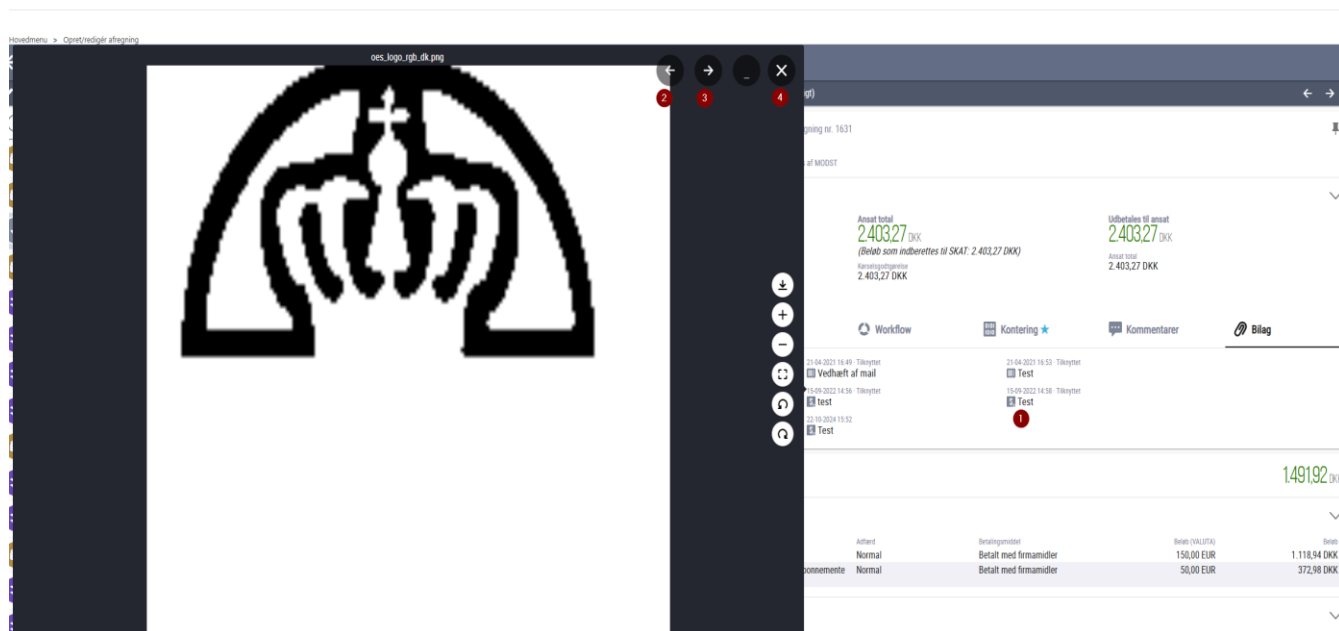 Hovedmenu > Opret/redigér afregning
oes_logo_rgb_dk.png
2
3
4
gning nr. 1631
af MODST
Ansat total
2.403,27 DKK
(Beløb som indberettes til SKAT: 2.403,27 DKK)
Kørselsgodtgørelse
2.403,27 DKK
Udbetales til ansat
2.403,27 DKK
Ansat total
2.403,27 DKK
Workflow
Kontering
Kommentarer
Bilag
21-04-2021 16:49 · Tilknyttet
Vedhæft af mail
21-04-2021 16:53 · Tilknyttet
Test
15-09-2022 14:56 · Tilknyttet
test
15-09-2022 14:58 · Tilknyttet
Test
1
22-10-2024 15:52
Test
1.491,92 DKK
Adfærd Betalingsmiddel Beløb (VALUTA) Beløb
Normal Betalt med firmamidler 150,00 EUR 1.118,94 DKK
onnemente Normal Betalt med firmamidler 50,00 EUR 372,98 DKK